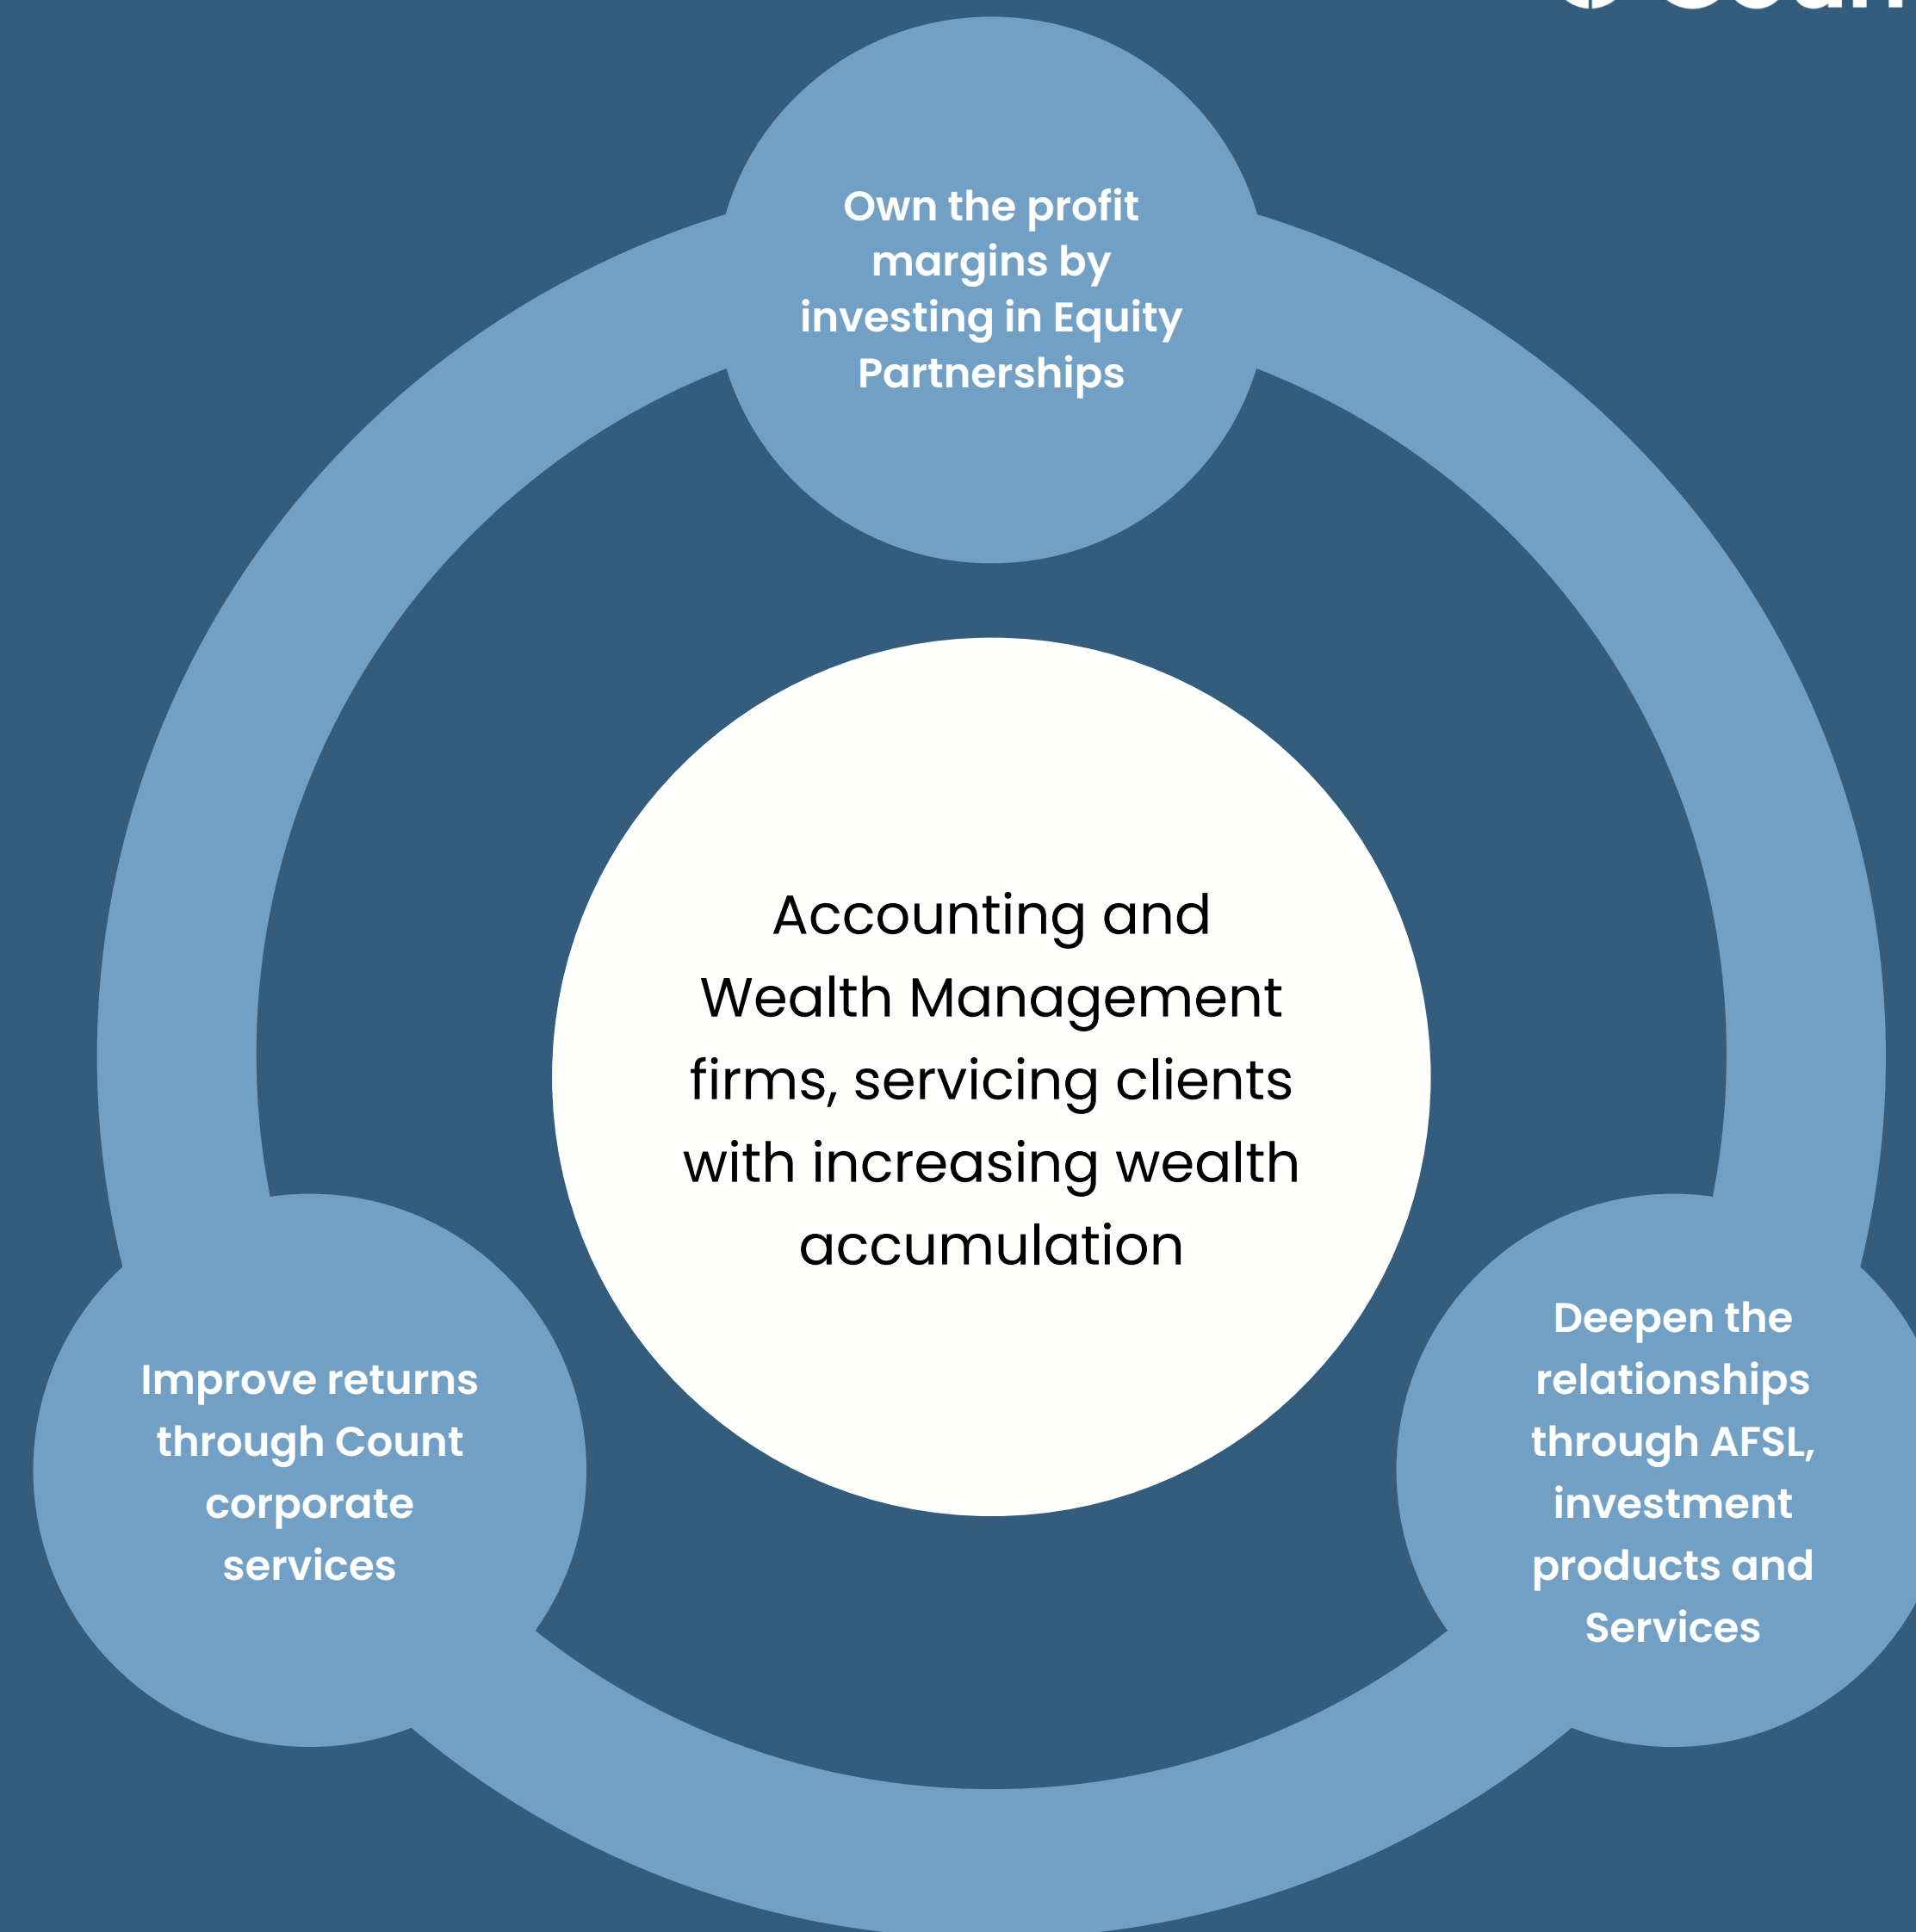 Own the profit
margins by
investing in Equity
Partnerships
Accounting and
Wealth Management
firms, servicing clients
with increasing wealth
accumulation
Improve returns
through Count
corporate
services
Deepen the
relationships
through AFSL,
investment
products and
Services